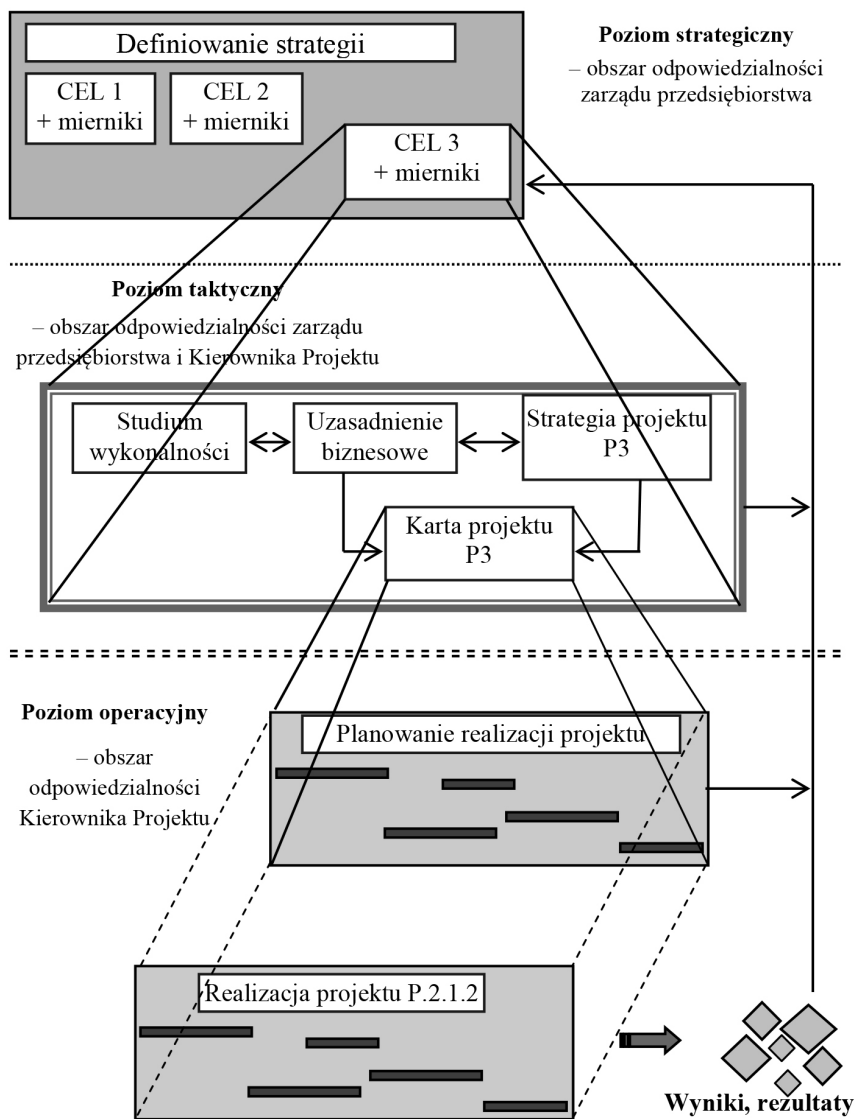 Definiowanie strategii
CEL 1
+ mierniki
CEL 2
+ mierniki
CEL 3
+ mierniki
Poziom strategiczny
– obszar odpowiedzialności
zarządu przedsiębiorstwa
Poziom taktyczny
– obszar odpowiedzialności zarządu
przedsiębiorstwa i Kierownika Projektu
Studium
wykonalności
Uzasadnienie
biznesowe
Strategia projektu
P3
Karta projektu
P3
Poziom operacyjny
– obszar
odpowiedzialności
Kierownika Projektu
Planowanie realizacji projektu
Realizacja projektu P.2.1.2
Wyniki, rezultaty